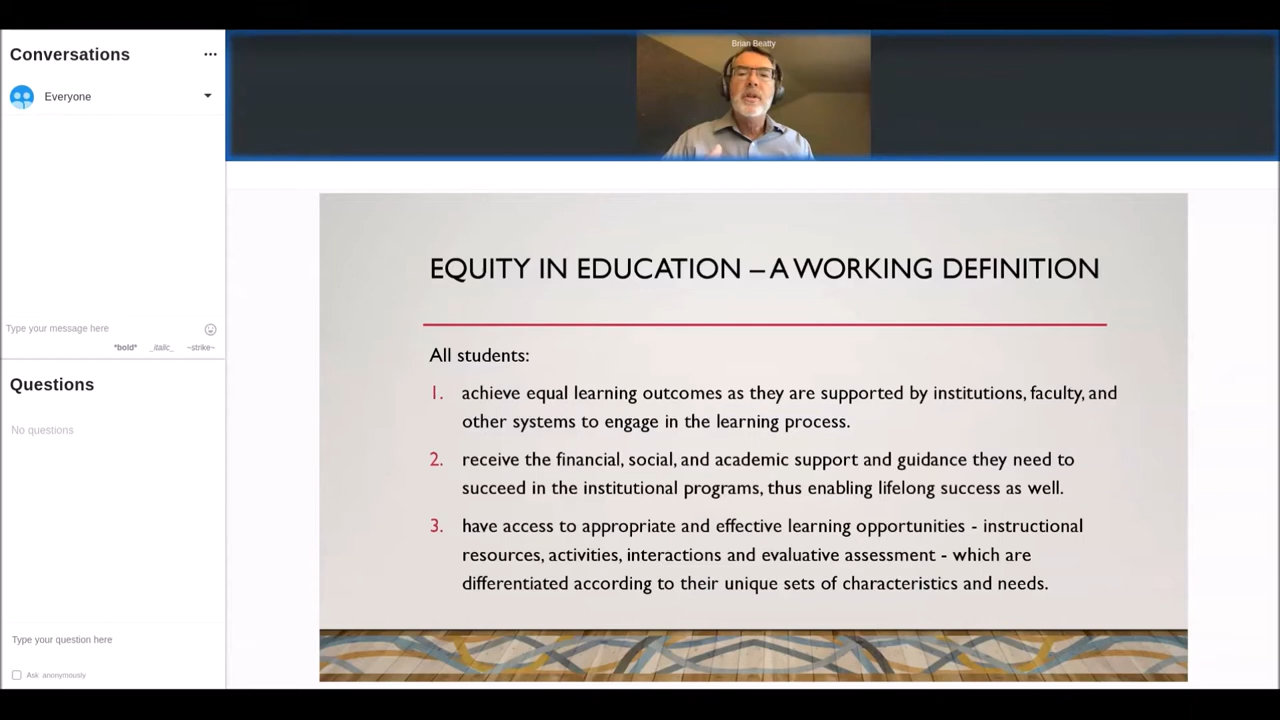 Conversations
Everyone
Type your message here
*bold* _italic_ ~strike~
Questions
No questions
Type your question here
Ask anonymously
Brian Beatty
EQUITY IN EDUCATION – A WORKING DEFINITION
All students:
1. achieve equal learning outcomes as they are supported by institutions, faculty, and
other systems to engage in the learning process.
2. receive the financial, social, and academic support and guidance they need to
succeed in the institutional programs, thus enabling lifelong success as well.
3. have access to appropriate and effective learning opportunities - instructional
resources, activities, interactions and evaluative assessment - which are
differentiated according to their unique sets of characteristics and needs.